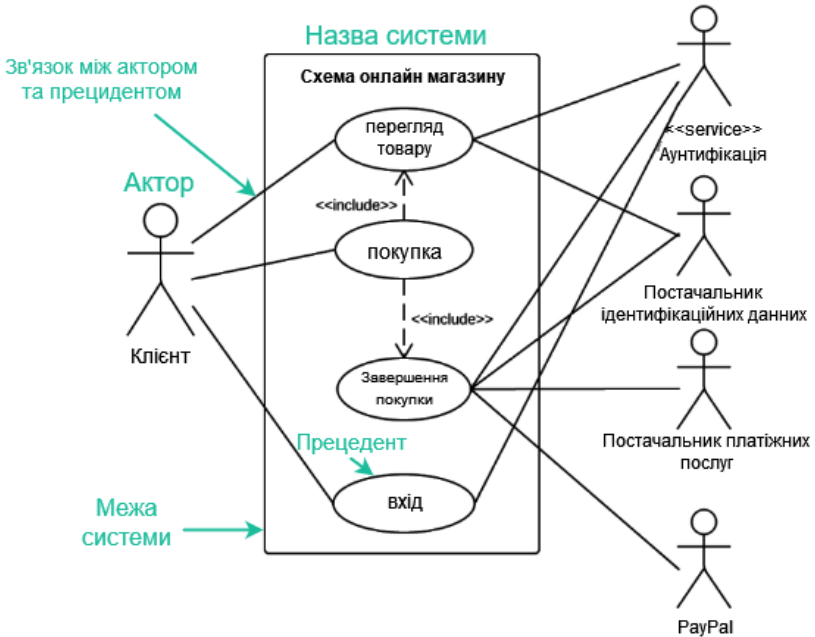 Назва системи
Зв'язок між актором
та прецидентом
Схема онлайн магазину
перегляд
товару
<<service>>
Аунтифікація
Актор
<<include>>
покупка
Постачальник
ідентифікаційних данних
<<include>>
Клієнт
Завершення
покупки
Постачальник платіжних
послуг
Прецедент
вхід
Межа
системи
PayPal